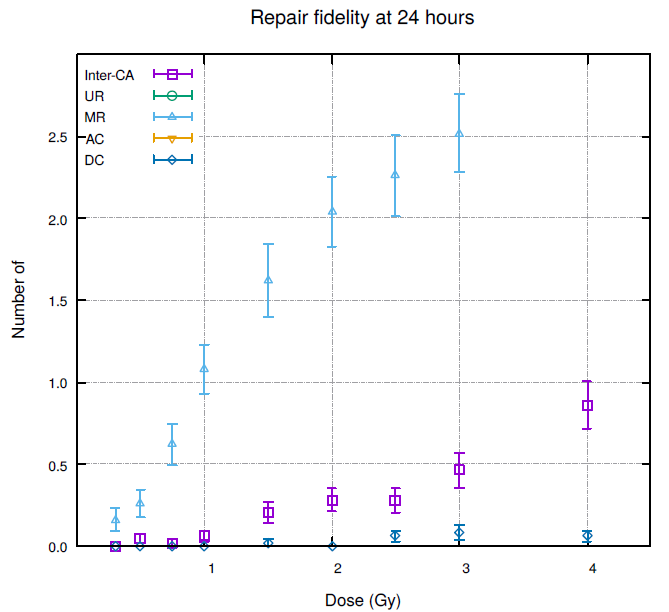 Repair fidelity at 24 hours
Inter-CA
UR
MR
AC
DC
2.5
2.0
1.5
1.0
0.5
0.0
1
2
3
4
Number of
Dose (Gy)